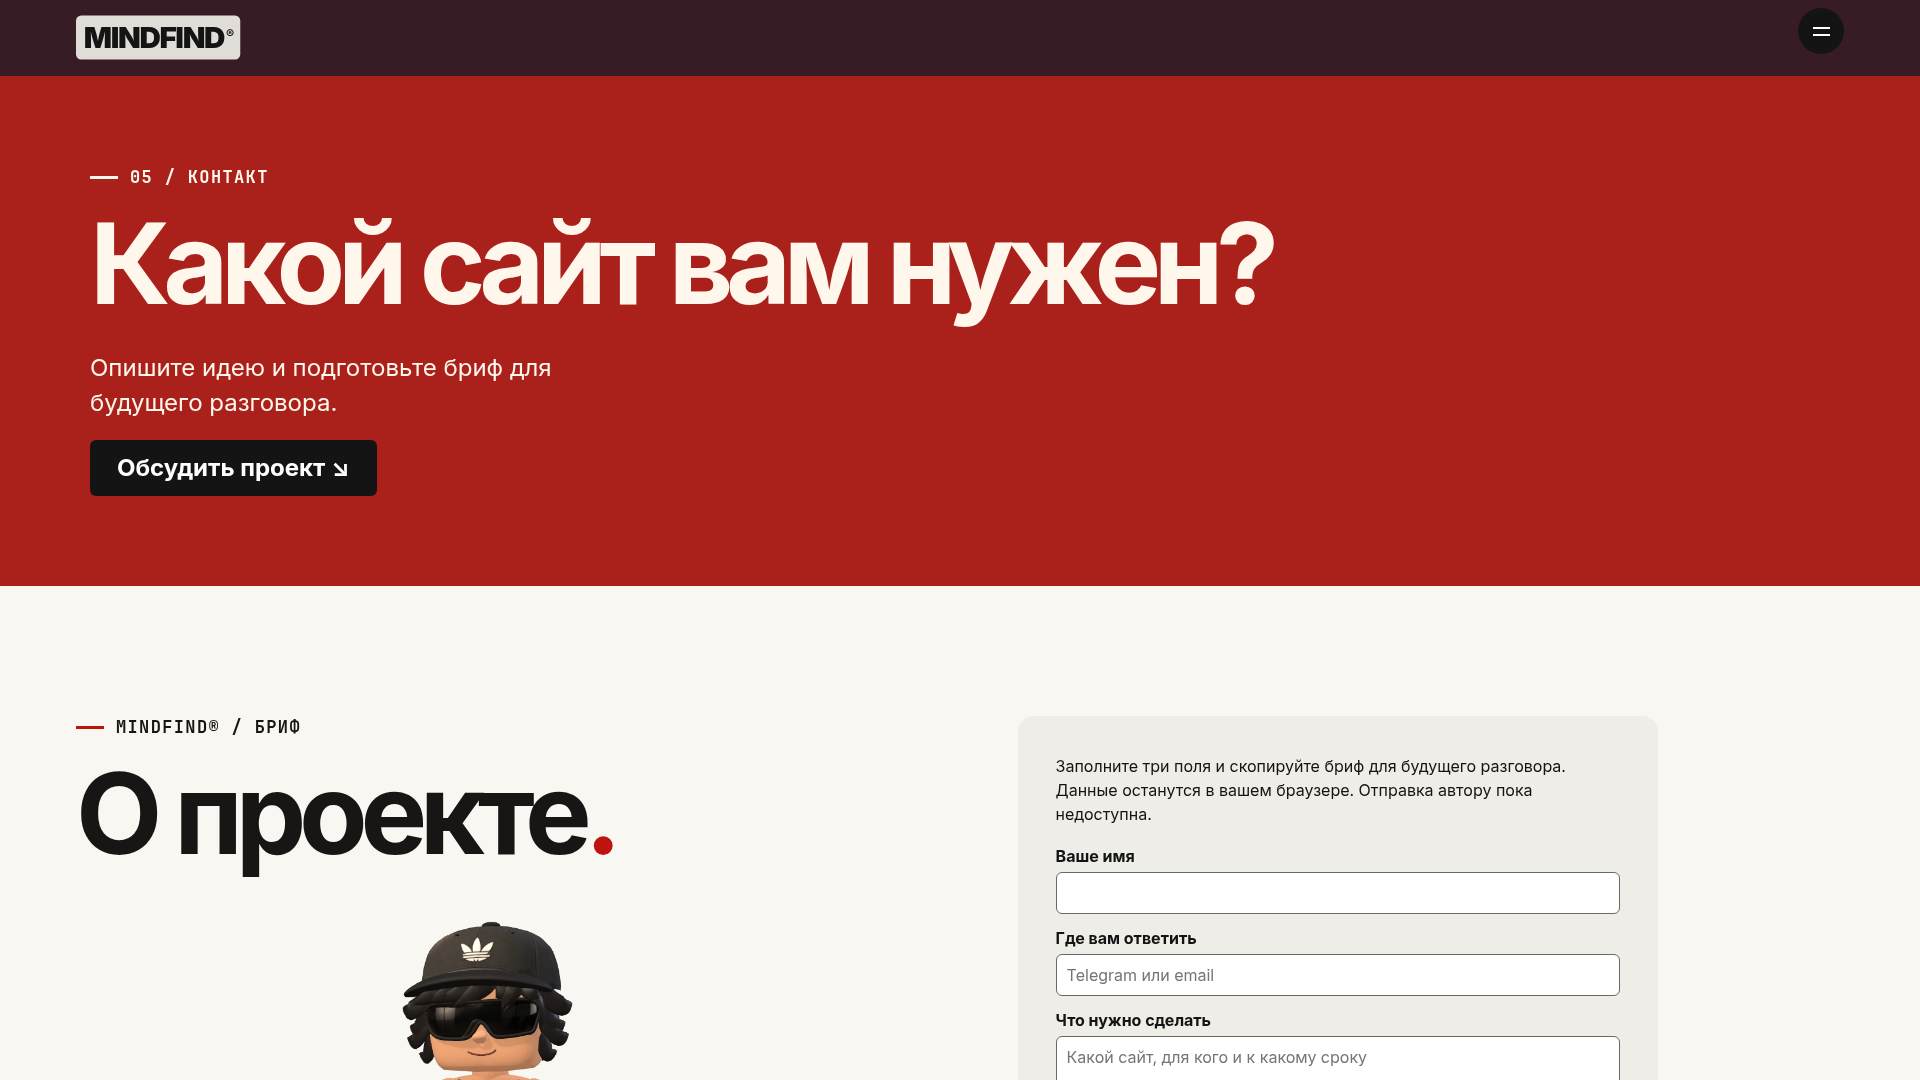 MINDFIND®
05 / КОНТАКТ
Какой сайт вам нужен?
Опишите идею и подготовьте бриф для
будущего разговора.
Обсудить проект ↘
MINDFIND® / БРИФ
О проекте.
Заполните три поля и скопируйте бриф для будущего разговора.
Данные останутся в вашем браузере. Отправка автору пока
недоступна.
Ваше имя
Где вам ответить
Telegram или email
Что нужно сделать
Какой сайт, для кого и к какому сроку